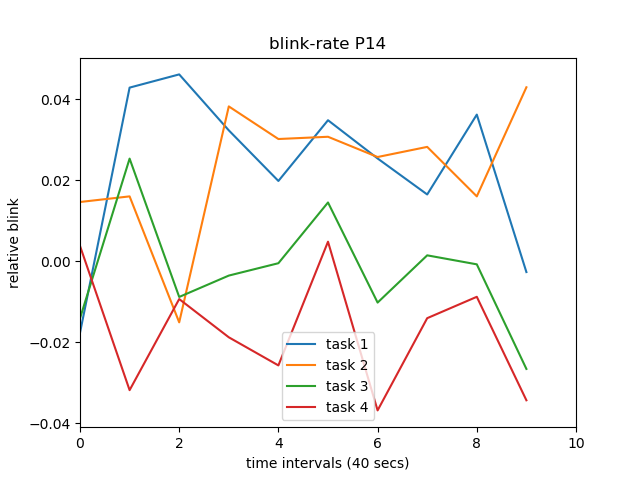 blink-rate P14
relative blink
0.04
0.02
0.00
−0.02
−0.04
0 2 4 6 8 10
time intervals (40 secs)
task 1
task 2
task 3
task 4